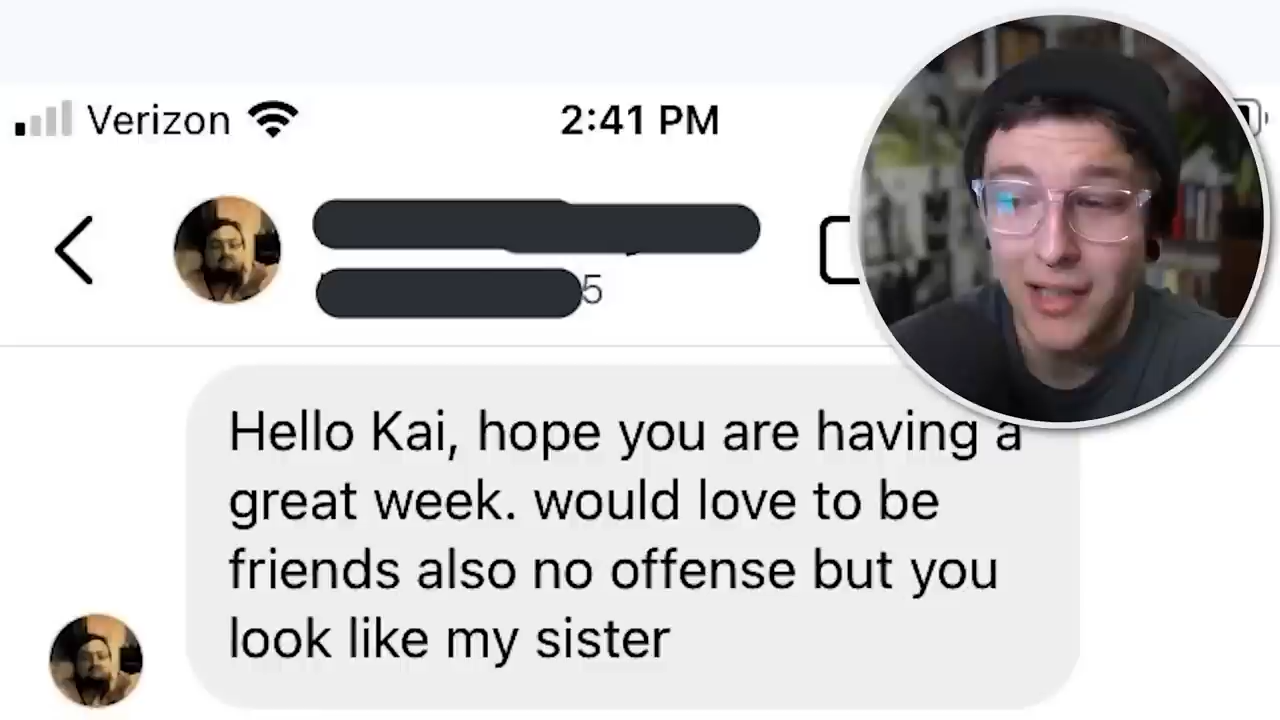 Verizon 2:41 PM
5
Hello Kai, hope you are having a
great week. would love to be
friends also no offense but you
look like my sister